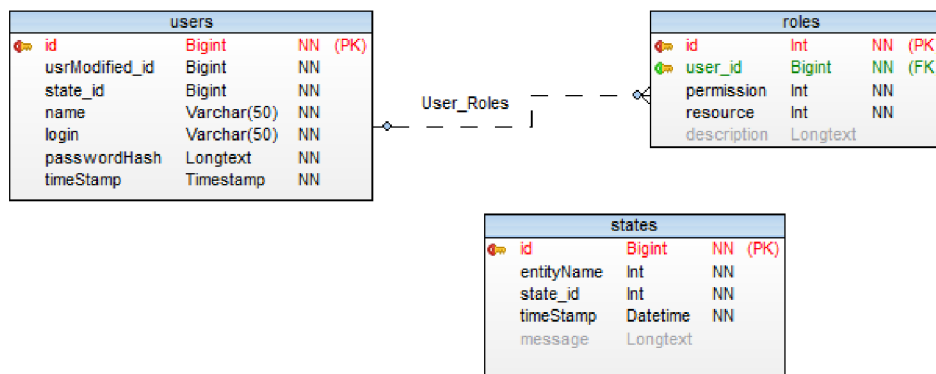 users
id Bigint NN (PK)
usrModified_id Bigint NN
state_id Bigint NN
name Varchar(50) NN
login Varchar(50) NN
passwordHash Longtext NN
timeStamp Timestamp NN
User_Roles
roles
id Int NN (PK
user_id Bigint NN (FK
permission Int NN
resource Int NN
description Longtext
states
id Bigint NN (PK)
entityName Int NN
state_id Int NN
timeStamp Datetime NN
message Longtext